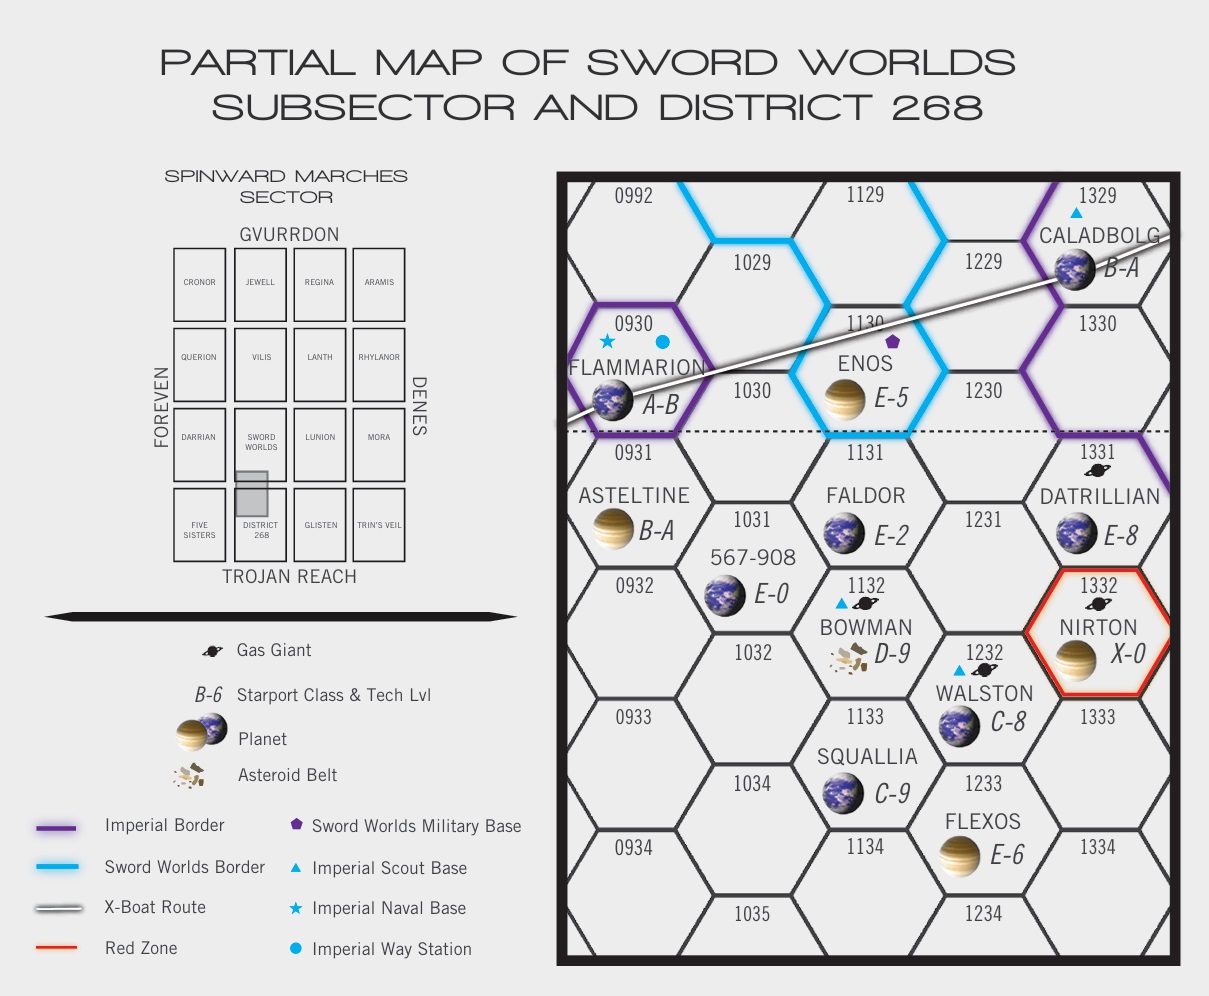 PARTIAL MAP OF SWORD WORLDS
SUBSECTOR AND DISTRICT 268
SPINWARD MARCHES
SECTOR
GVURRDON
CRONOR
JEWELL
REGINA
ARAMIS
QUERION
VILIS
LANTH
RHYLANOR
FOREVEN
DENES
DARRIAN
SWORD
WORLDS
LUNION
MORA
FIVE
SISTERS
DISTRICT
268
GLISTEN
TRIN'S VEIL
TROJAN REACH
Gas Giant
B-6 Starport Class & Tech Lvl
Planet
Asteroid Belt
Imperial Border
Sword Worlds Border
X-Boat Route
Red Zone
Sword Worlds Military Base
Imperial Scout Base
Imperial Naval Base
Imperial Way Station
0992
1129
1329
CALADBOLG
B-A
1029
1229
0930
FLAMMARION
A-B
1130
ENOS
E-5
1330
1030
1230
0931
ASTELTINE
B-A
1131
FALDOR
E-2
1331
DATRILLIAN
E-8
1031
567-908
E-0
1231
0932
1132
BOWMAN
D-9
1332
NIRTON
X-0
1032
1232
WALSTON
C-8
0933
1133
SQUALLIA
C-9
1333
1034
1233
FLEXOS
E-6
0934
1134
1334
1035
1234